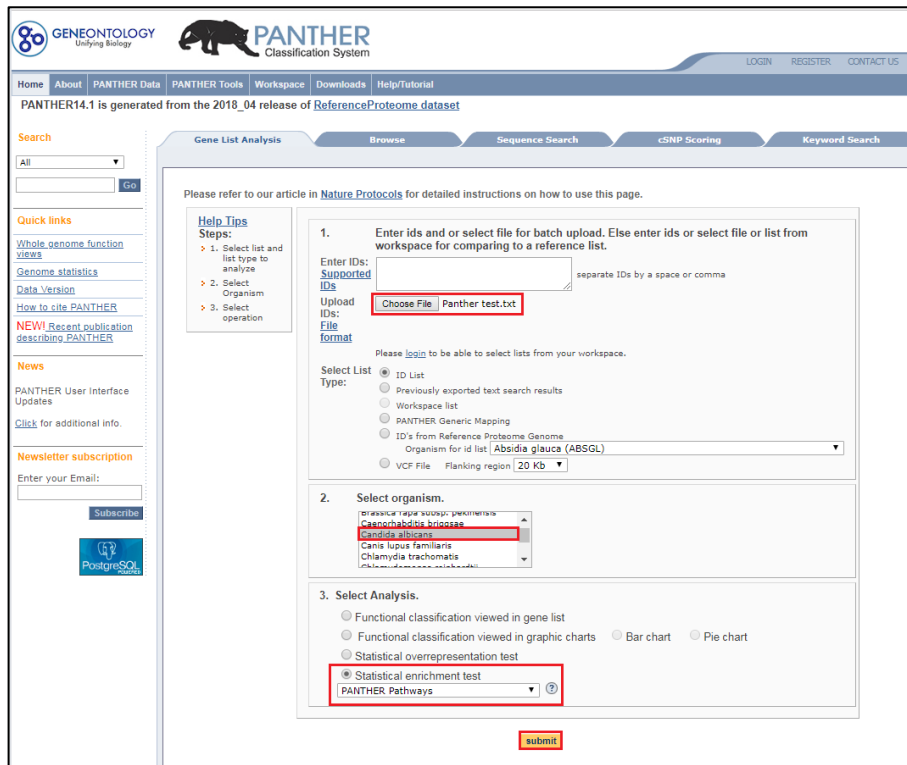 GENEONTOLOGY
Unifying Biology
PANTHER
Classification System
LOGIN REGISTER CONTACT US
Home About PANTHER Data PANTHER Tools Workspace Downloads Help/Tutorial
PANTHER14.1 is generated from the 2018_04 release of ReferenceProteome dataset
Search
All
Go
Quick links
Whole genome function
views
Genome statistics
Data Version
How to cite PANTHER
NEW! Recent publication
describing PANTHER
News
PANTHER User Interface
Updates
Click for additional info.
Newsletter subscription
Enter your Email:
Subscribe
PostgreSQL
POWERED
Gene List Analysis Browse Sequence Search cSNP Scoring Keyword Search
Please refer to our article in Nature Protocols for detailed instructions on how to use this page.
Help Tips
Steps:
1. Select list and
list type to
analyze
2. Select
Organism
3. Select
operation
1. Enter ids and or select file for batch upload. Else enter ids or select file or list from
workspace for comparing to a reference list.
Enter IDs:
Supported
IDs
separate IDs by a space or comma
Upload
IDs:
File
format
Choose File Panther test.txt
Please login to be able to select lists from your workspace.
Select List
Type:
ID List
Previously exported text search results
Workspace list
PANTHER Generic Mapping
ID's from Reference Proteome Genome
Organism for id list Absidia glauca (ABSGL)
VCF File Flanking region 20 Kb
2. Select organism.
Brassica rapa subsp. pekinensis
Caenorhabditis briggsae
Candida albicans
Canis lupus familiaris
Chlamydia trachomatis
Chlamydomonas reinhardtii
3. Select Analysis.
Functional classification viewed in gene list
Functional classification viewed in graphic charts Bar chart Pie chart
Statistical overrepresentation test
Statistical enrichment test
PANTHER Pathways
?
submit